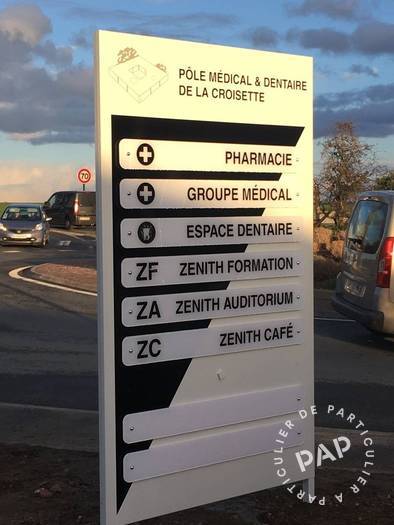 PÔLE MÉDICAL & DENTAIRE
DE LA CROISETTE
70
PHARMACIE
GROUPE MÉDICAL
ESPACE DENTAIRE
ZF ZENITH FORMATION
ZA ZENITH AUDITORIUM
ZC ZENITH CAFÉ
DE PARTICULIER À PARTICULIER
PAP